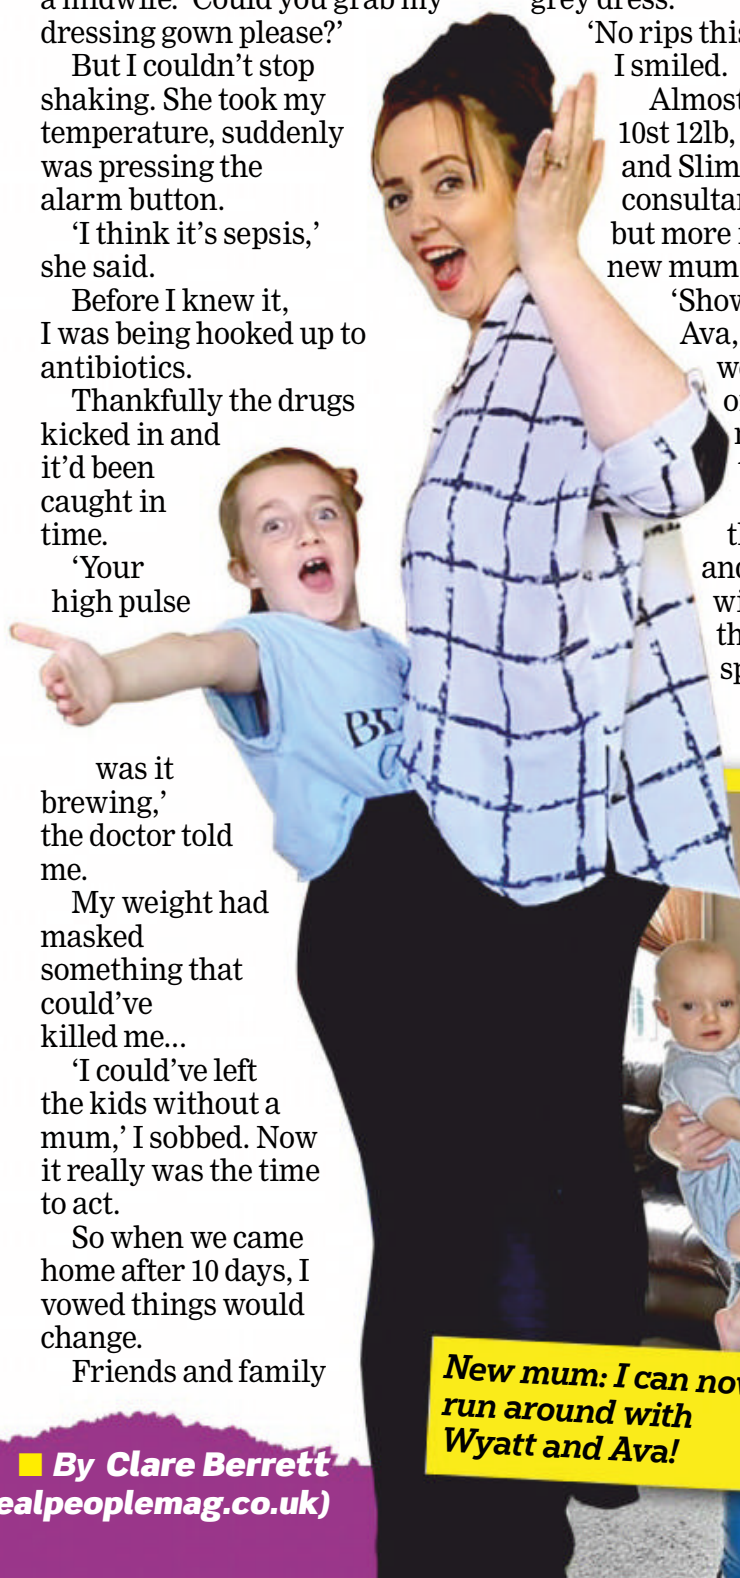 a midwife. ‘Could you grab my
dressing gown please?’
But I couldn’t stop
shaking. She took my
temperature, suddenly
was pressing the
alarm button.
‘I think it’s sepsis,’
she said.
Before I knew it,
I was being hooked up to
antibiotics.
Thankfully the drugs
kicked in and
it’d been
caught in
time.
‘Your
high pulse
was it
brewing,’
the doctor told
me.
My weight had
masked
something that
could’ve
killed me...
‘I could’ve left
the kids without a
mum,’ I sobbed. Now
it really was the time
to act.
So when we came
home after 10 days, I
vowed things would
change.
Friends and family
By Clare Berrett
ealpeoplemag.co.uk)
grey dress.
‘No rips this
I smiled.
Almost
10st 12lb,
and Slim
consultan
but more
new mum
‘Show
Ava,
BE
New mum: I can now
run around with
Wyatt and Ava!